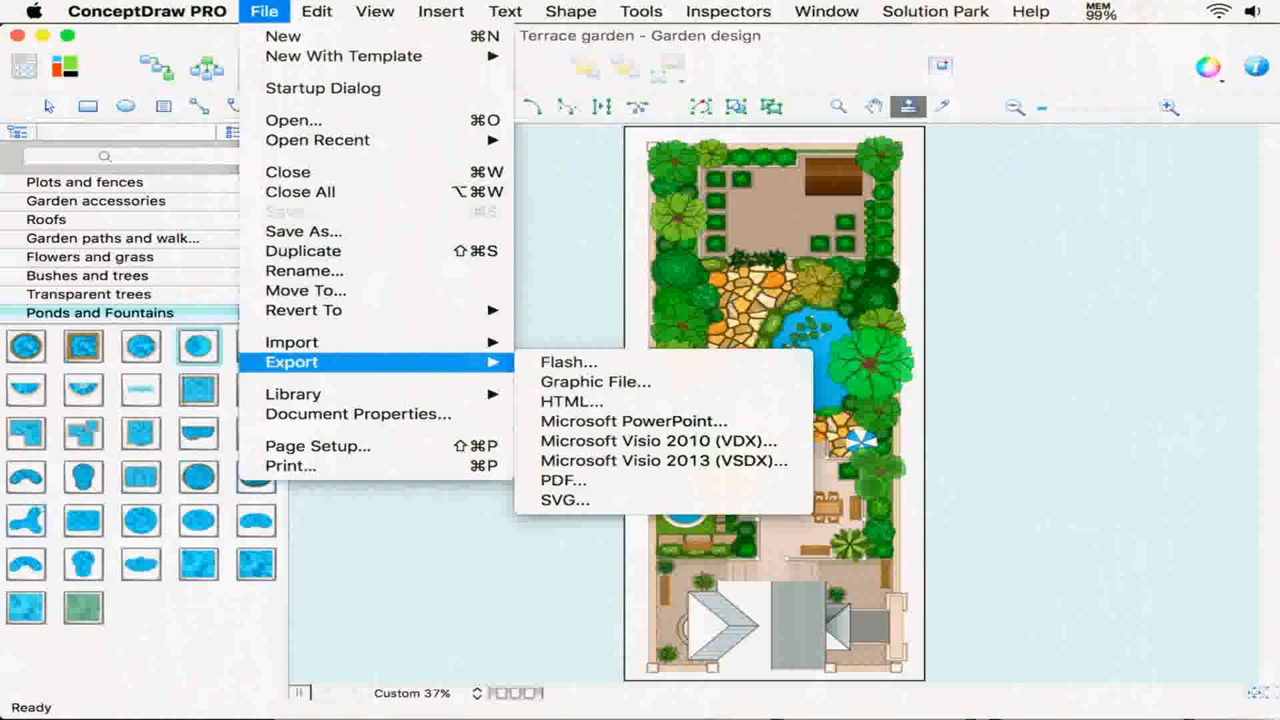 ConceptDraw PRO File Edit View Insert Text Shape Tools Inspectors Window Solution Park Help MEM 99%
Terrace garden - Garden design
New ⌘N
New With Template ▶
Startup Dialog
Open... ⌘O
Open Recent ▶
Close ⌘W
Close All ⌥⌘W
Save... ⌘S
Save As...
Duplicate ⇧⌘S
Rename...
Move To...
Revert To ▶
Import ▶
Export ▶
Library ▶
Document Properties...
Page Setup... ⇧⌘P
Print... ⌘P
Flash...
Graphic File...
HTML...
Microsoft PowerPoint...
Microsoft Visio 2010 (VDX)...
Microsoft Visio 2013 (VSDX)...
PDF...
SVG...
Plots and fences
Garden accessories
Roofs
Garden paths and walk...
Flowers and grass
Bushes and trees
Transparent trees
Ponds and Fountains
Custom 37%
Ready